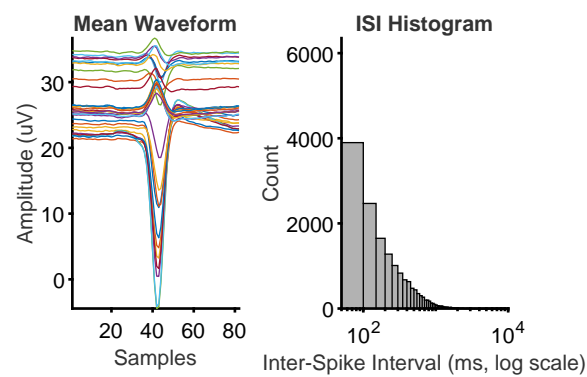 Mean Waveform
Amplitude (uV)
30
20
10
0
20 40 60 80
Samples
ISI Histogram
Count
6000
4000
2000
0
10^2 10^4
Inter-Spike Interval (ms, log scale)